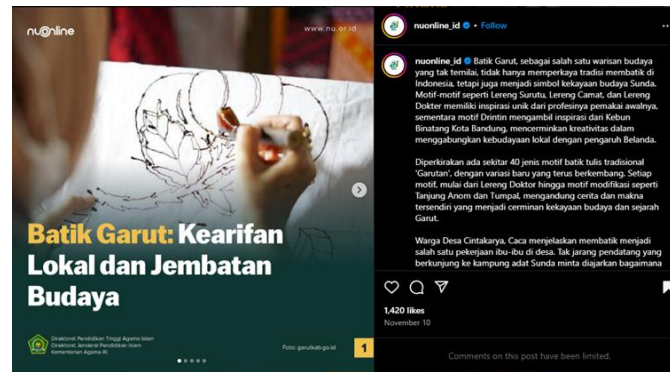 nuonline
www.nu.or.id
Batik Garut: Kearifan
Lokal dan Jembatan
Budaya
Direktorat Pendidikan Tinggi Agama Islam
Direktorat Jenderal Pendidikan Islam
Kementerian Agama RI
Foto: garutkab.go.id
1
nuonline_id • Follow
nuonline_id Batik Garut, sebagai salah satu warisan budaya
yang tak ternilai, tidak hanya memperkaya tradisi membatik di
Indonesia, tetapi juga menjadi simbol kekayaan budaya Sunda.
Motif-motif seperti Lereng Surutu, Lereng Camat, dan Lereng
Dokter memiliki inspirasi unik dari profesinya pemakai awalnya,
sementara motif Drintin mengambil inspirasi dari Kebun
Binatang Kota Bandung, mencerminkan kreativitas dalam
menggabungkan kebudayaan lokal dengan pengaruh Belanda.
Diperkirakan ada sekitar 40 jenis motif batik tulis tradisional
'Garutan', dengan variasi baru yang terus berkembang. Setiap
motif, mulai dari Lereng Doktor hingga motif modifikasi seperti
Tanjung Anom dan Tumpal, mengandung cerita dan makna
tersendiri yang menjadi cerminan kekayaan budaya dan sejarah
Garut.
Warga Desa Cintakarya, Caca menjelaskan membatik menjadi
salah satu pekerjaan ibu-ibu di desa. Tak jarang pendatang yang
berkunjung ke kampung adat Sunda minta diajarkan bagaimana
1,420 likes
November 10
Comments on this post have been limited.